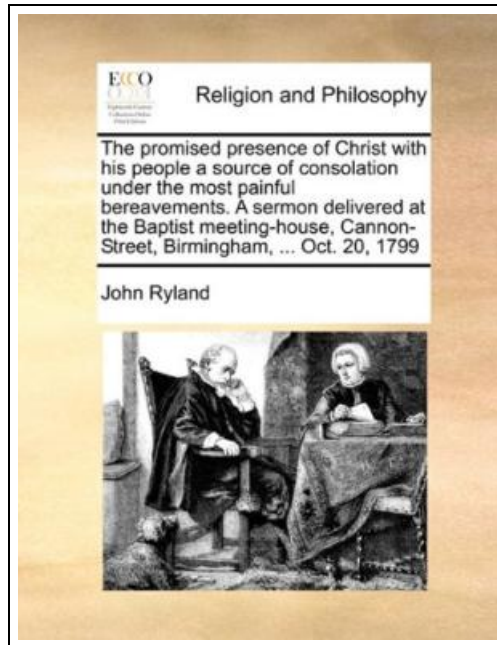 ECCO
Religion and Philosophy
The promised presence of Christ with
his people a source of consolation
under the most painful
bereavements. A sermon delivered at
the Baptist meeting-house, Cannon-
Street, Birmingham, ... Oct. 20, 1799
John Ryland